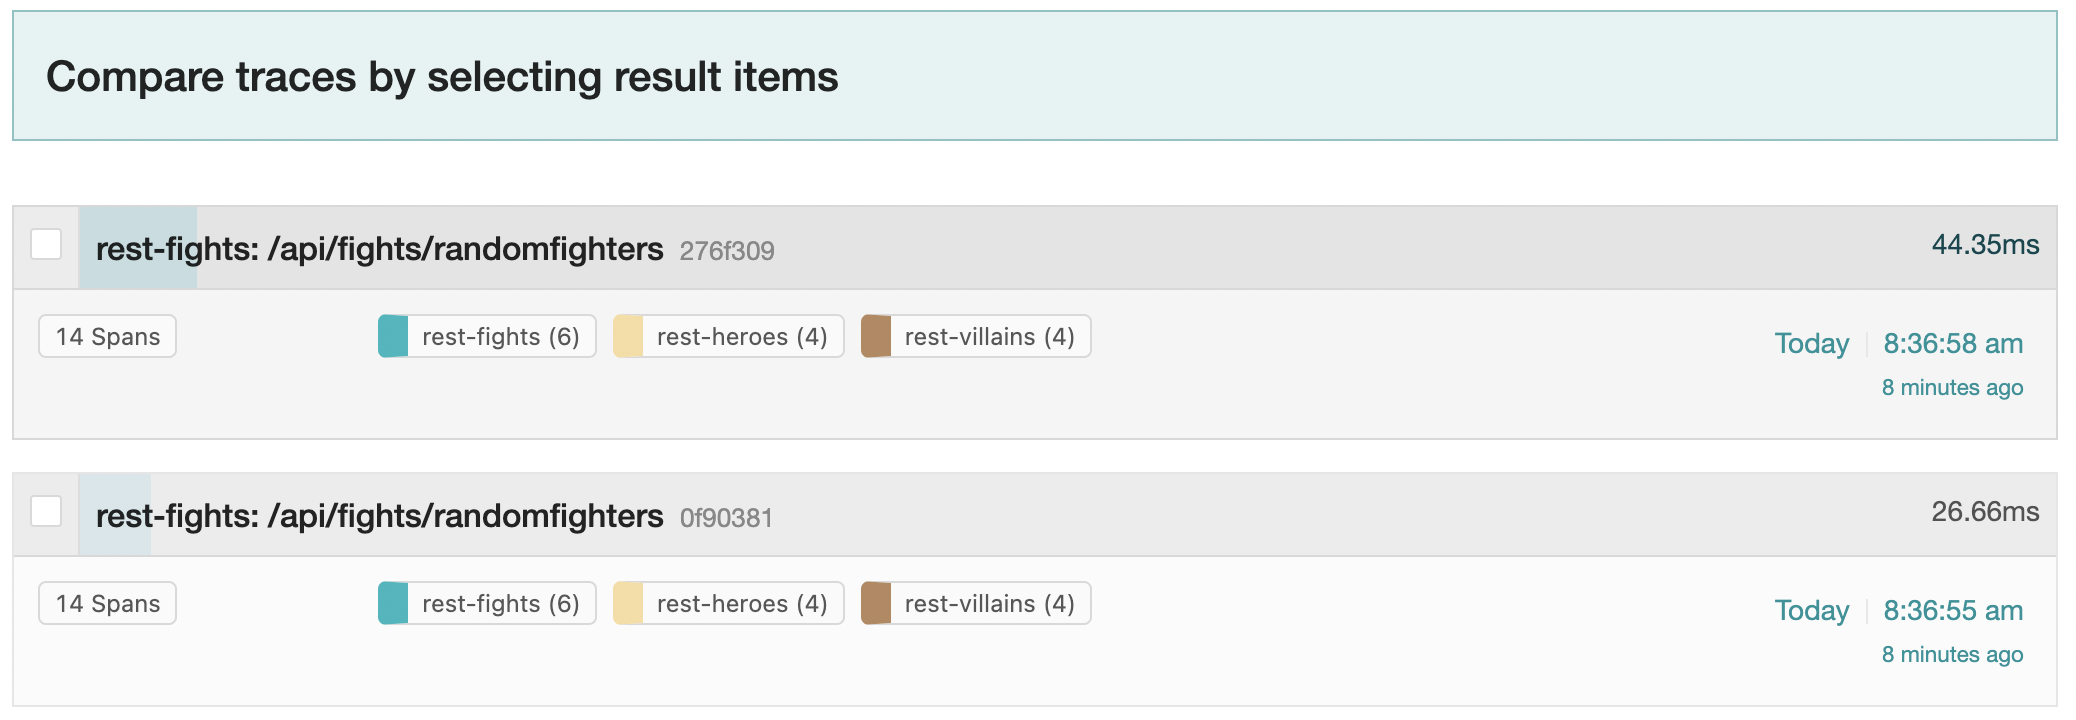 Compare traces by selecting result items
rest-fights: /api/fights/randomfighters 276f309 44.35ms
14 Spans rest-fights (6) rest-heroes (4) rest-villains (4) Today 8:36:58 am
8 minutes ago
rest-fights: /api/fights/randomfighters 0f90381 26.66ms
14 Spans rest-fights (6) rest-heroes (4) rest-villains (4) Today 8:36:55 am
8 minutes ago